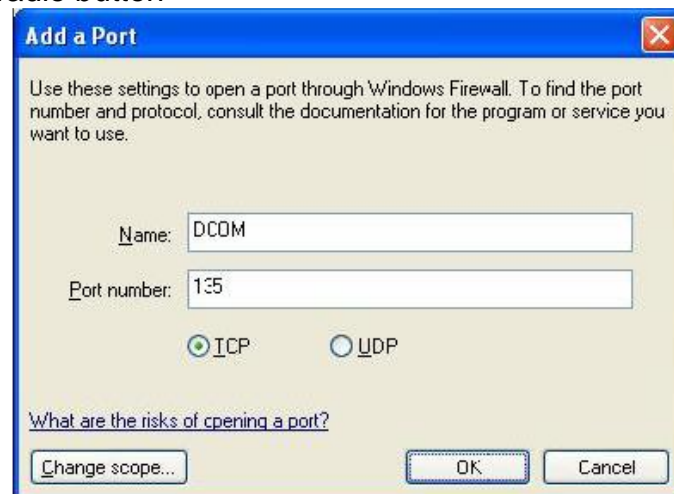 radio button
Add a Port
Use these settings to open a port through Windows Firewall. To find the port
number and protocol, consult the documentation for the program or service you
want to use.
Name: DCOM
Port number: 135
TCP UDP
What are the risks of opening a port?
Change scope... OK Cancel